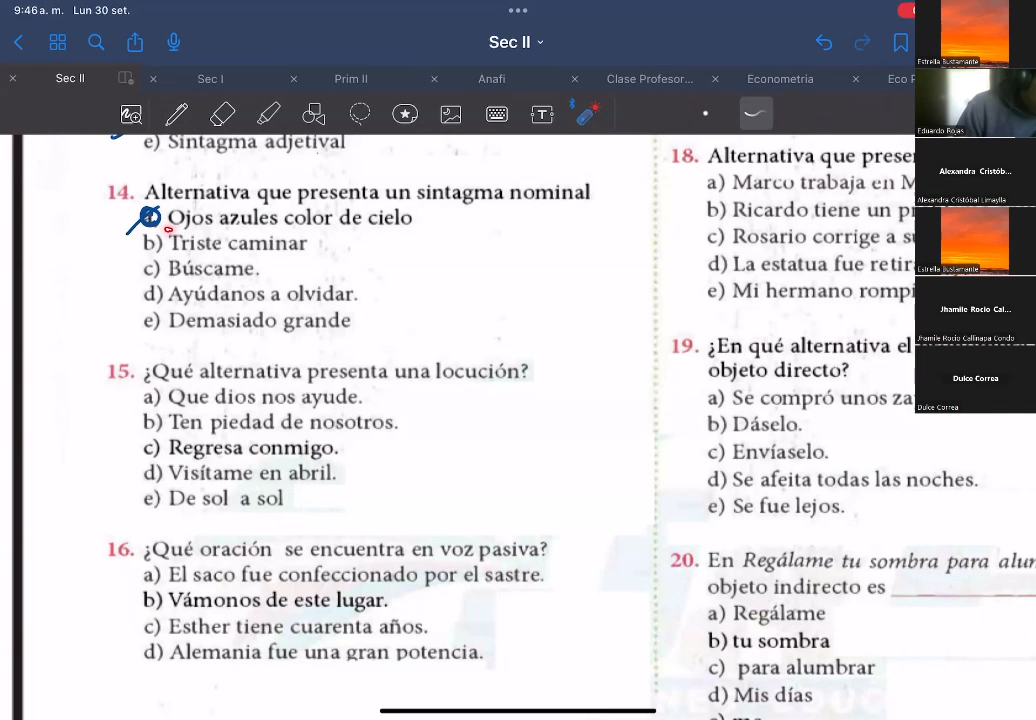 9:46 a. m. Lun 30 set.
Sec II
Sec II
Sec I
Prim II
Anafi
Clase Profesor...
Econometria
Eco P
e) Sintagma adjetival
14. Alternativa que presenta un sintagma nominal
a) Ojos azules color de cielo
b) Triste caminar
c) Búscame.
d) Ayúdanos a olvidar.
e) Demasiado grande
15. ¿Qué alternativa presenta una locución?
a) Que dios nos ayude.
b) Ten piedad de nosotros.
c) Regresa conmigo.
d) Visítame en abril.
e) De sol a sol
16. ¿Qué oración se encuentra en voz pasiva?
a) El saco fue confeccionado por el sastre.
b) Vámonos de este lugar.
c) Esther tiene cuarenta años.
d) Alemania fue una gran potencia.
18. Alternativa que prese
a) Marco trabaja en M
b) Ricardo tiene un p
c) Rosario corrige a s
d) La estatua fue retir
e) Mi hermano rompi
19. ¿En qué alternativa el
objeto directo?
a) Se compró unos za
b) Dáselo.
c) Envíaselo.
d) Se afeita todas las noches.
e) Se fue lejos.
20. En Regálame tu sombra para alum
objeto indirecto es
a) Regálame
b) tu sombra
c) para alumbrar
d) Mis días
Estrella Bustamante
Eduardo Rojas
Alexandra Cristób...
Alexandra Cristóbal Limaylla
Estrella Bustamante
Jhamile Rocio Cal...
Jhamile Rocio Callinapa Condo
Dulce Correa
Dulce Correa